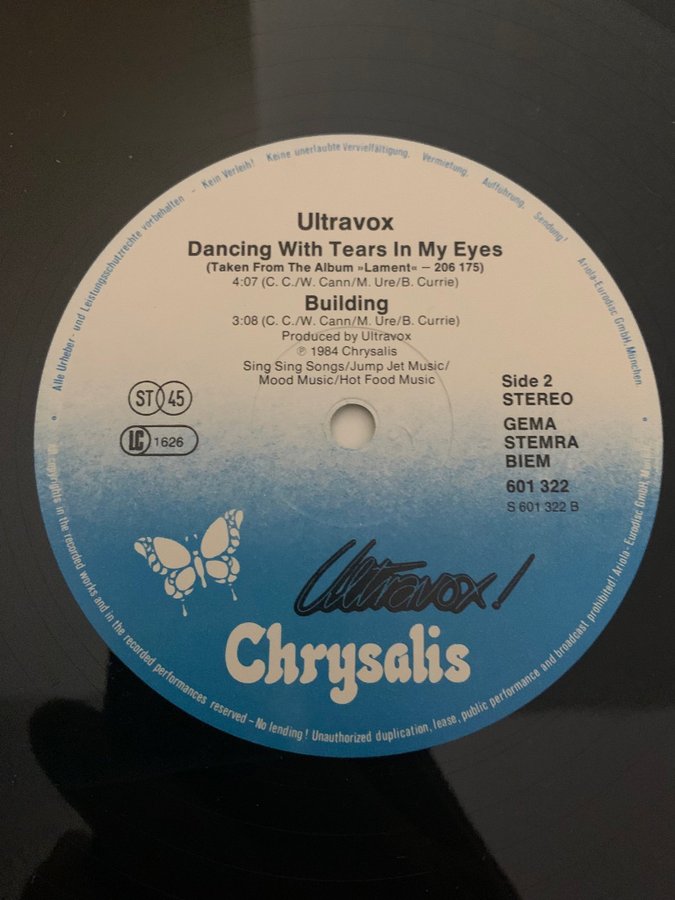 Alle Urheber- und Leistungsschutzrechte vorbehalten – Kein Verleih! Keine unerlaubte Vervielfältigung, Vermietung, Aufführung, Sendung! Ariola-Eurodisc GmbH, München
Ultravox
Dancing With Tears In My Eyes
(Taken From The Album »Lament« – 206 175)
4:07 (C. C./W. Cann/M. Ure/B. Currie)
Building
3:08 (C. C./W. Cann/M. Ure/B. Currie)
Produced by Ultravox
℗ 1984 Chrysalis
Sing Sing Songs/Jump Jet Music/
Mood Music/Hot Food Music
ST 45
LC 1626
Side 2
STEREO
GEMA
STEMRA
BIEM
601 322
S 601 322 B
Ultravox!
Chrysalis
copyrights in the recorded works and in the recorded performances reserved – No lending! Unauthorized duplication, lease, public performance and broadcast prohibited! Ariola-Eurodisc GmbH,